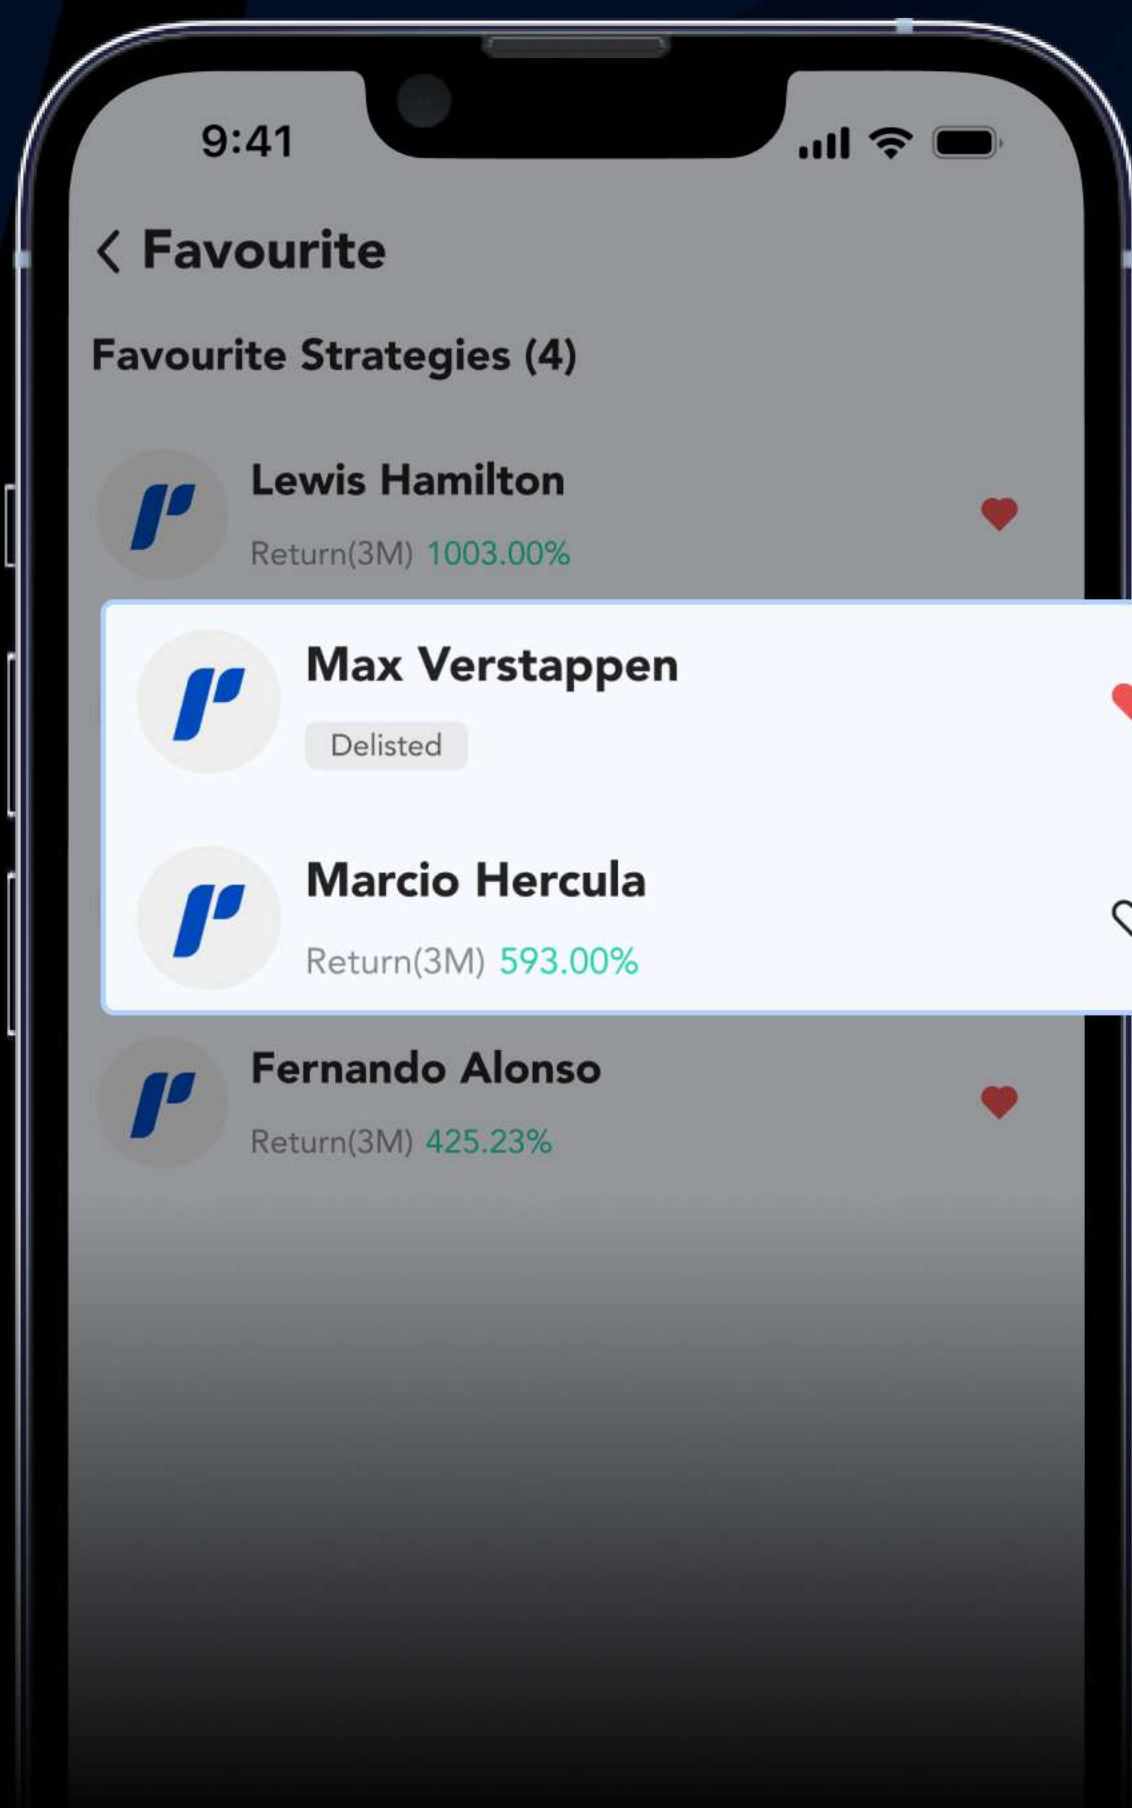 9:41
Favourite
Favourite Strategies (4)
Lewis Hamilton
Return(3M) 1003.00%
Max Verstappen
Delisted
Marcio Hercula
Return(3M) 593.00%
Fernando Alonso
Return(3M) 425.23%